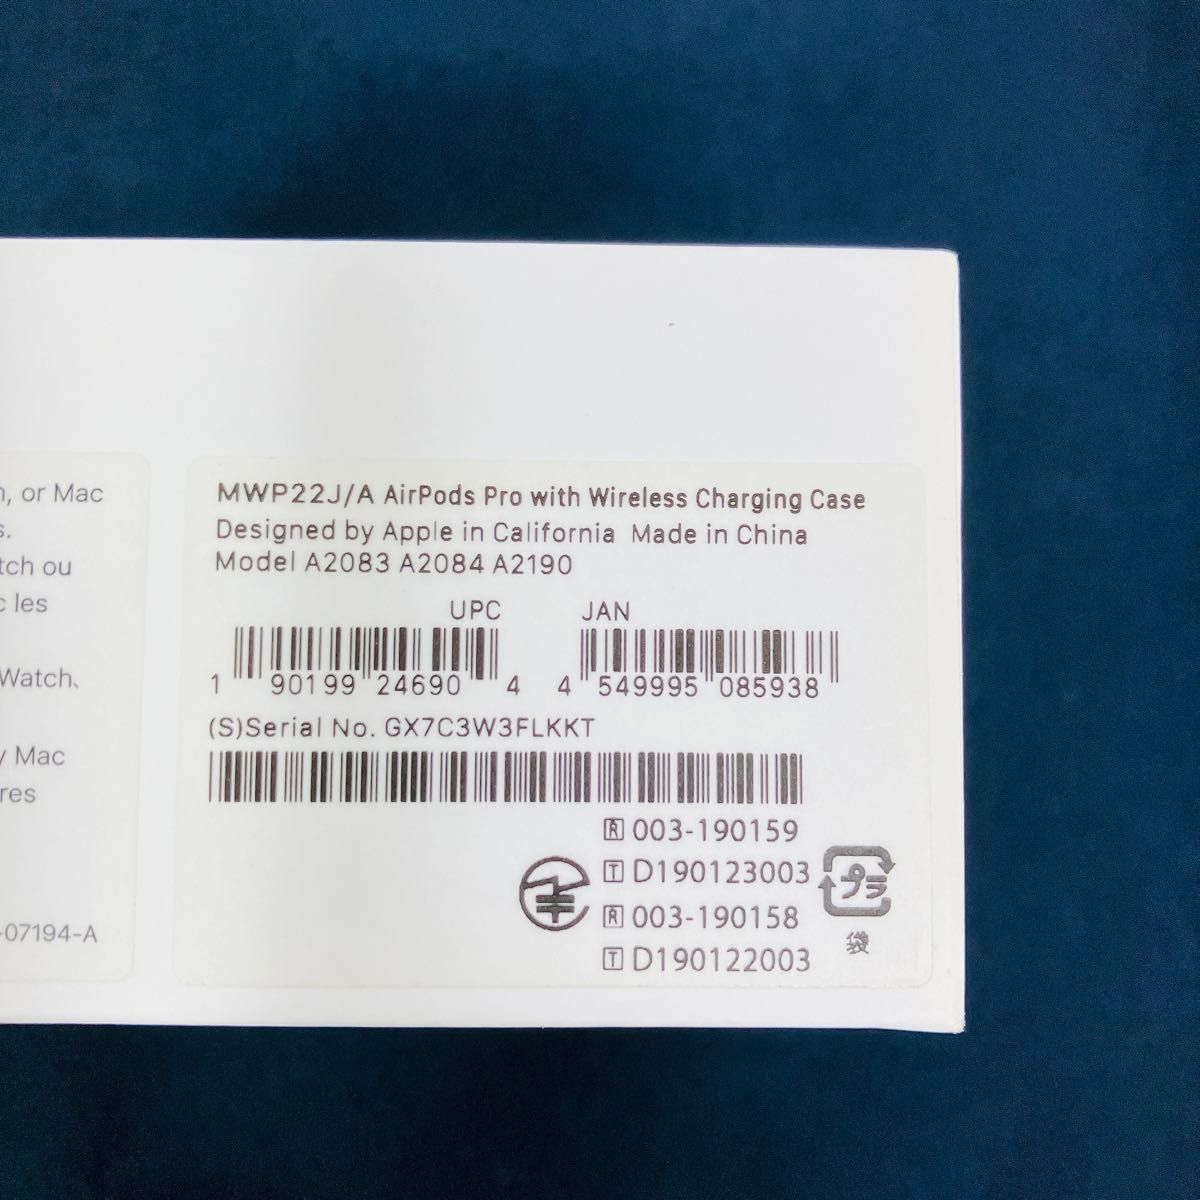 , or Mac
s.
tch ou
c les
Watch、
y Mac
res
-07194-A
MWP22J/A AirPods Pro with Wireless Charging Case
Designed by Apple in California Made in China
Model A2083 A2084 A2190
UPC JAN
1 90199 24690 4 4 549995 085938
(S)Serial No. GX7C3W3FLKKT
R 003-190159
T D190123003
R 003-190158
T D190122003
プラ
袋